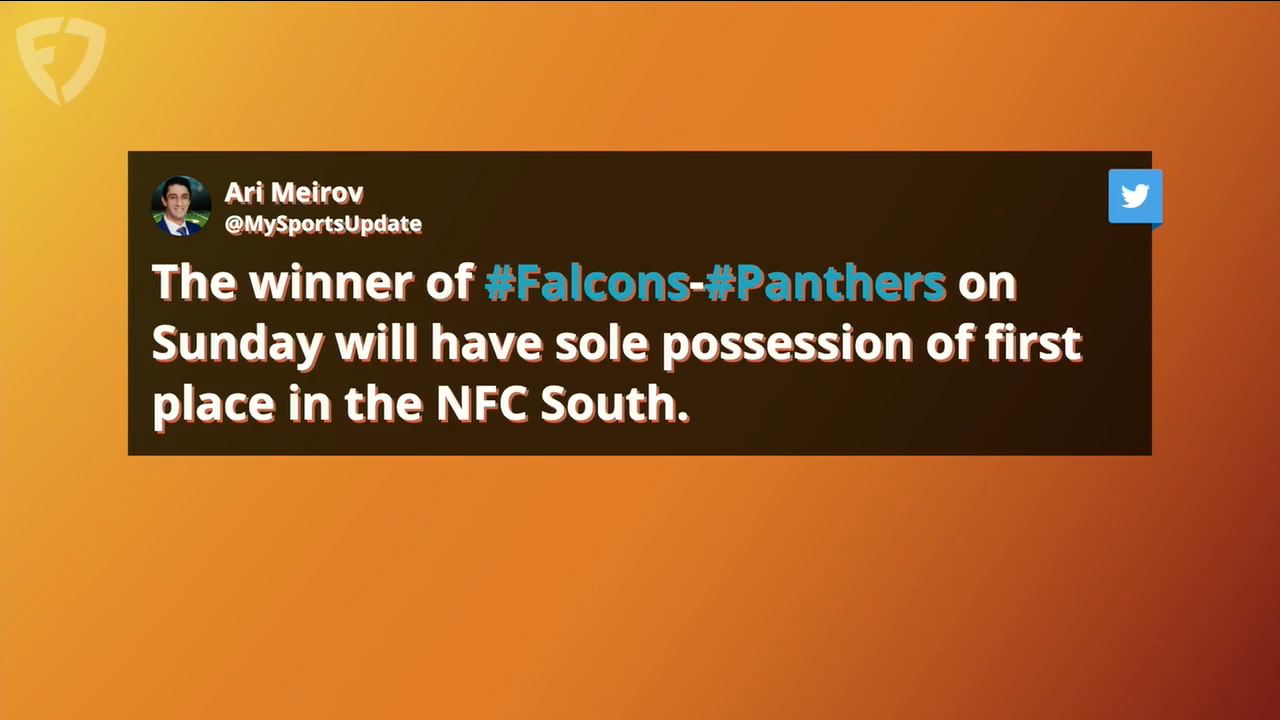 Ari Meirov
@MySportsUpdate
The winner of #Falcons-#Panthers on
Sunday will have sole possession of first
place in the NFC South.